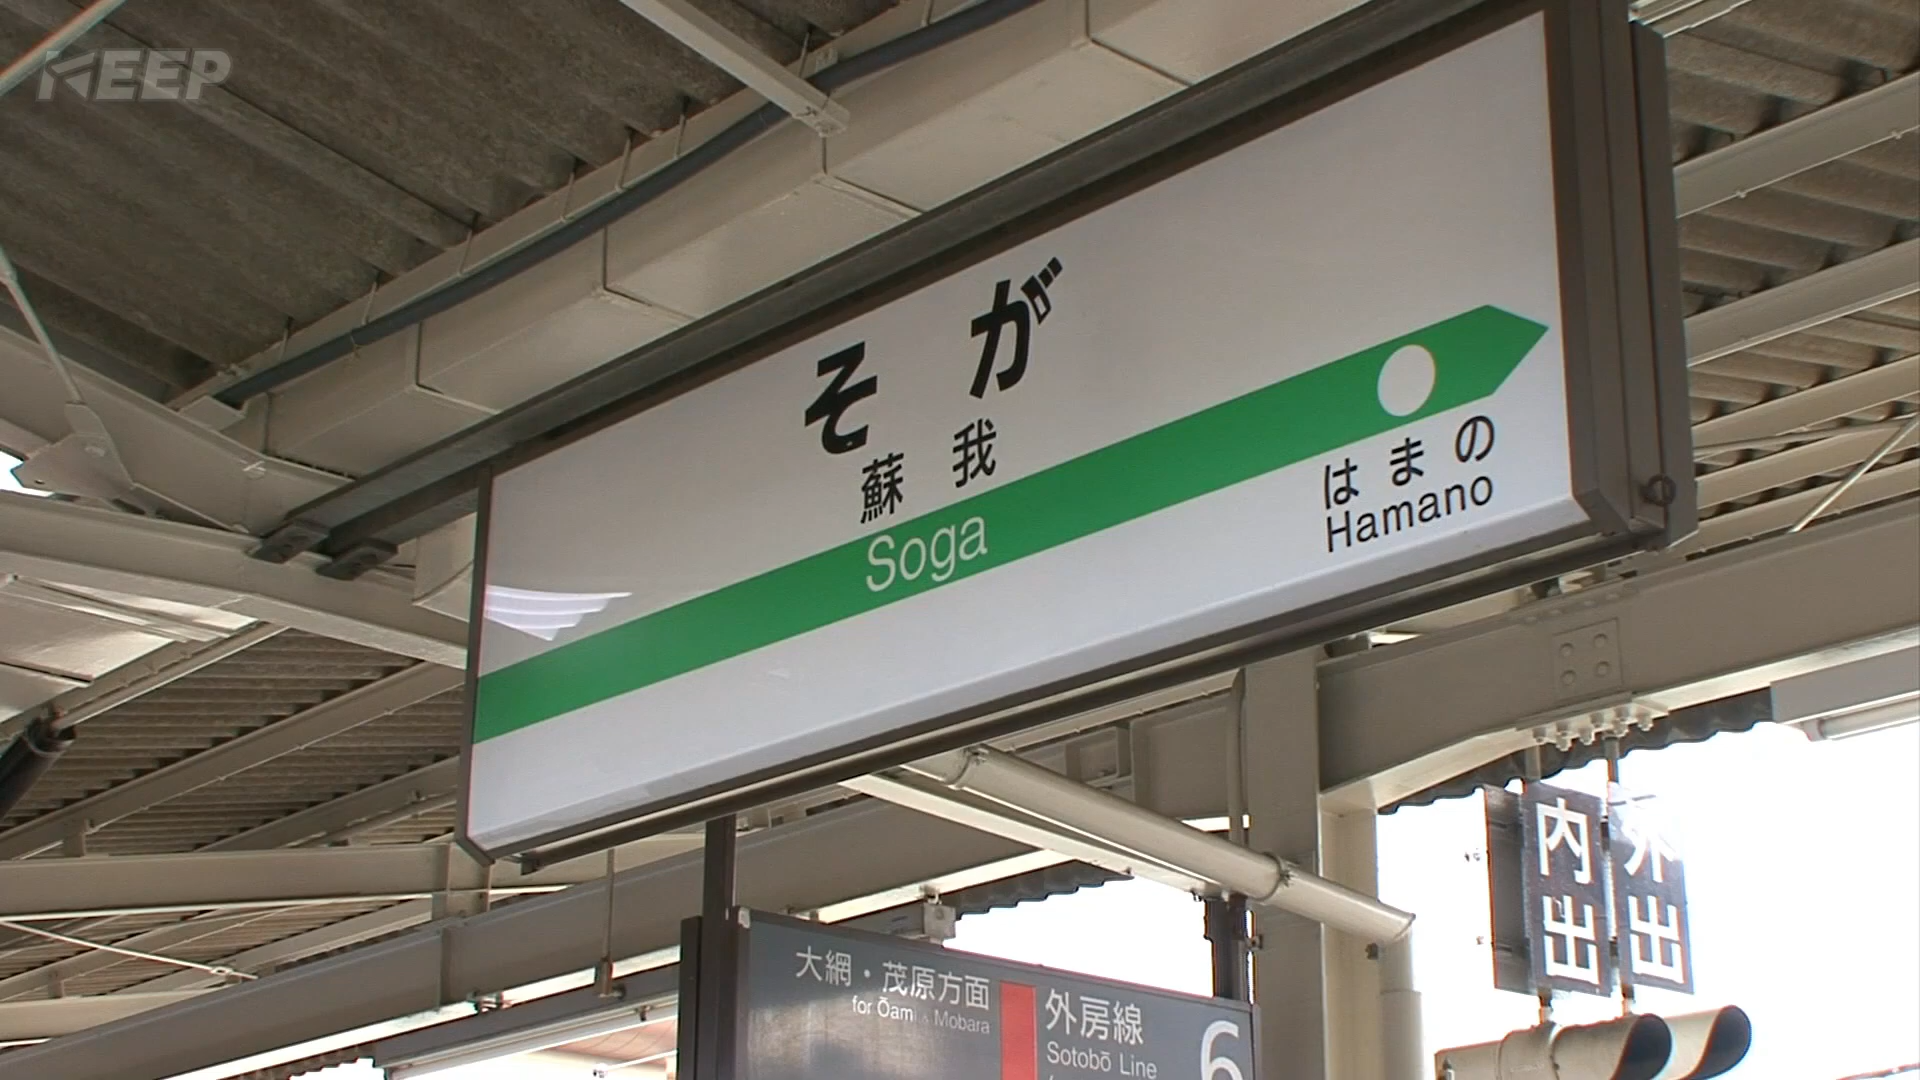 KEEP
そが
蘇我
Soga
はまの
Hamano
内出
外出
大網・茂原方面
for Ōami・Mobara
外房線
Sotobō Line
6